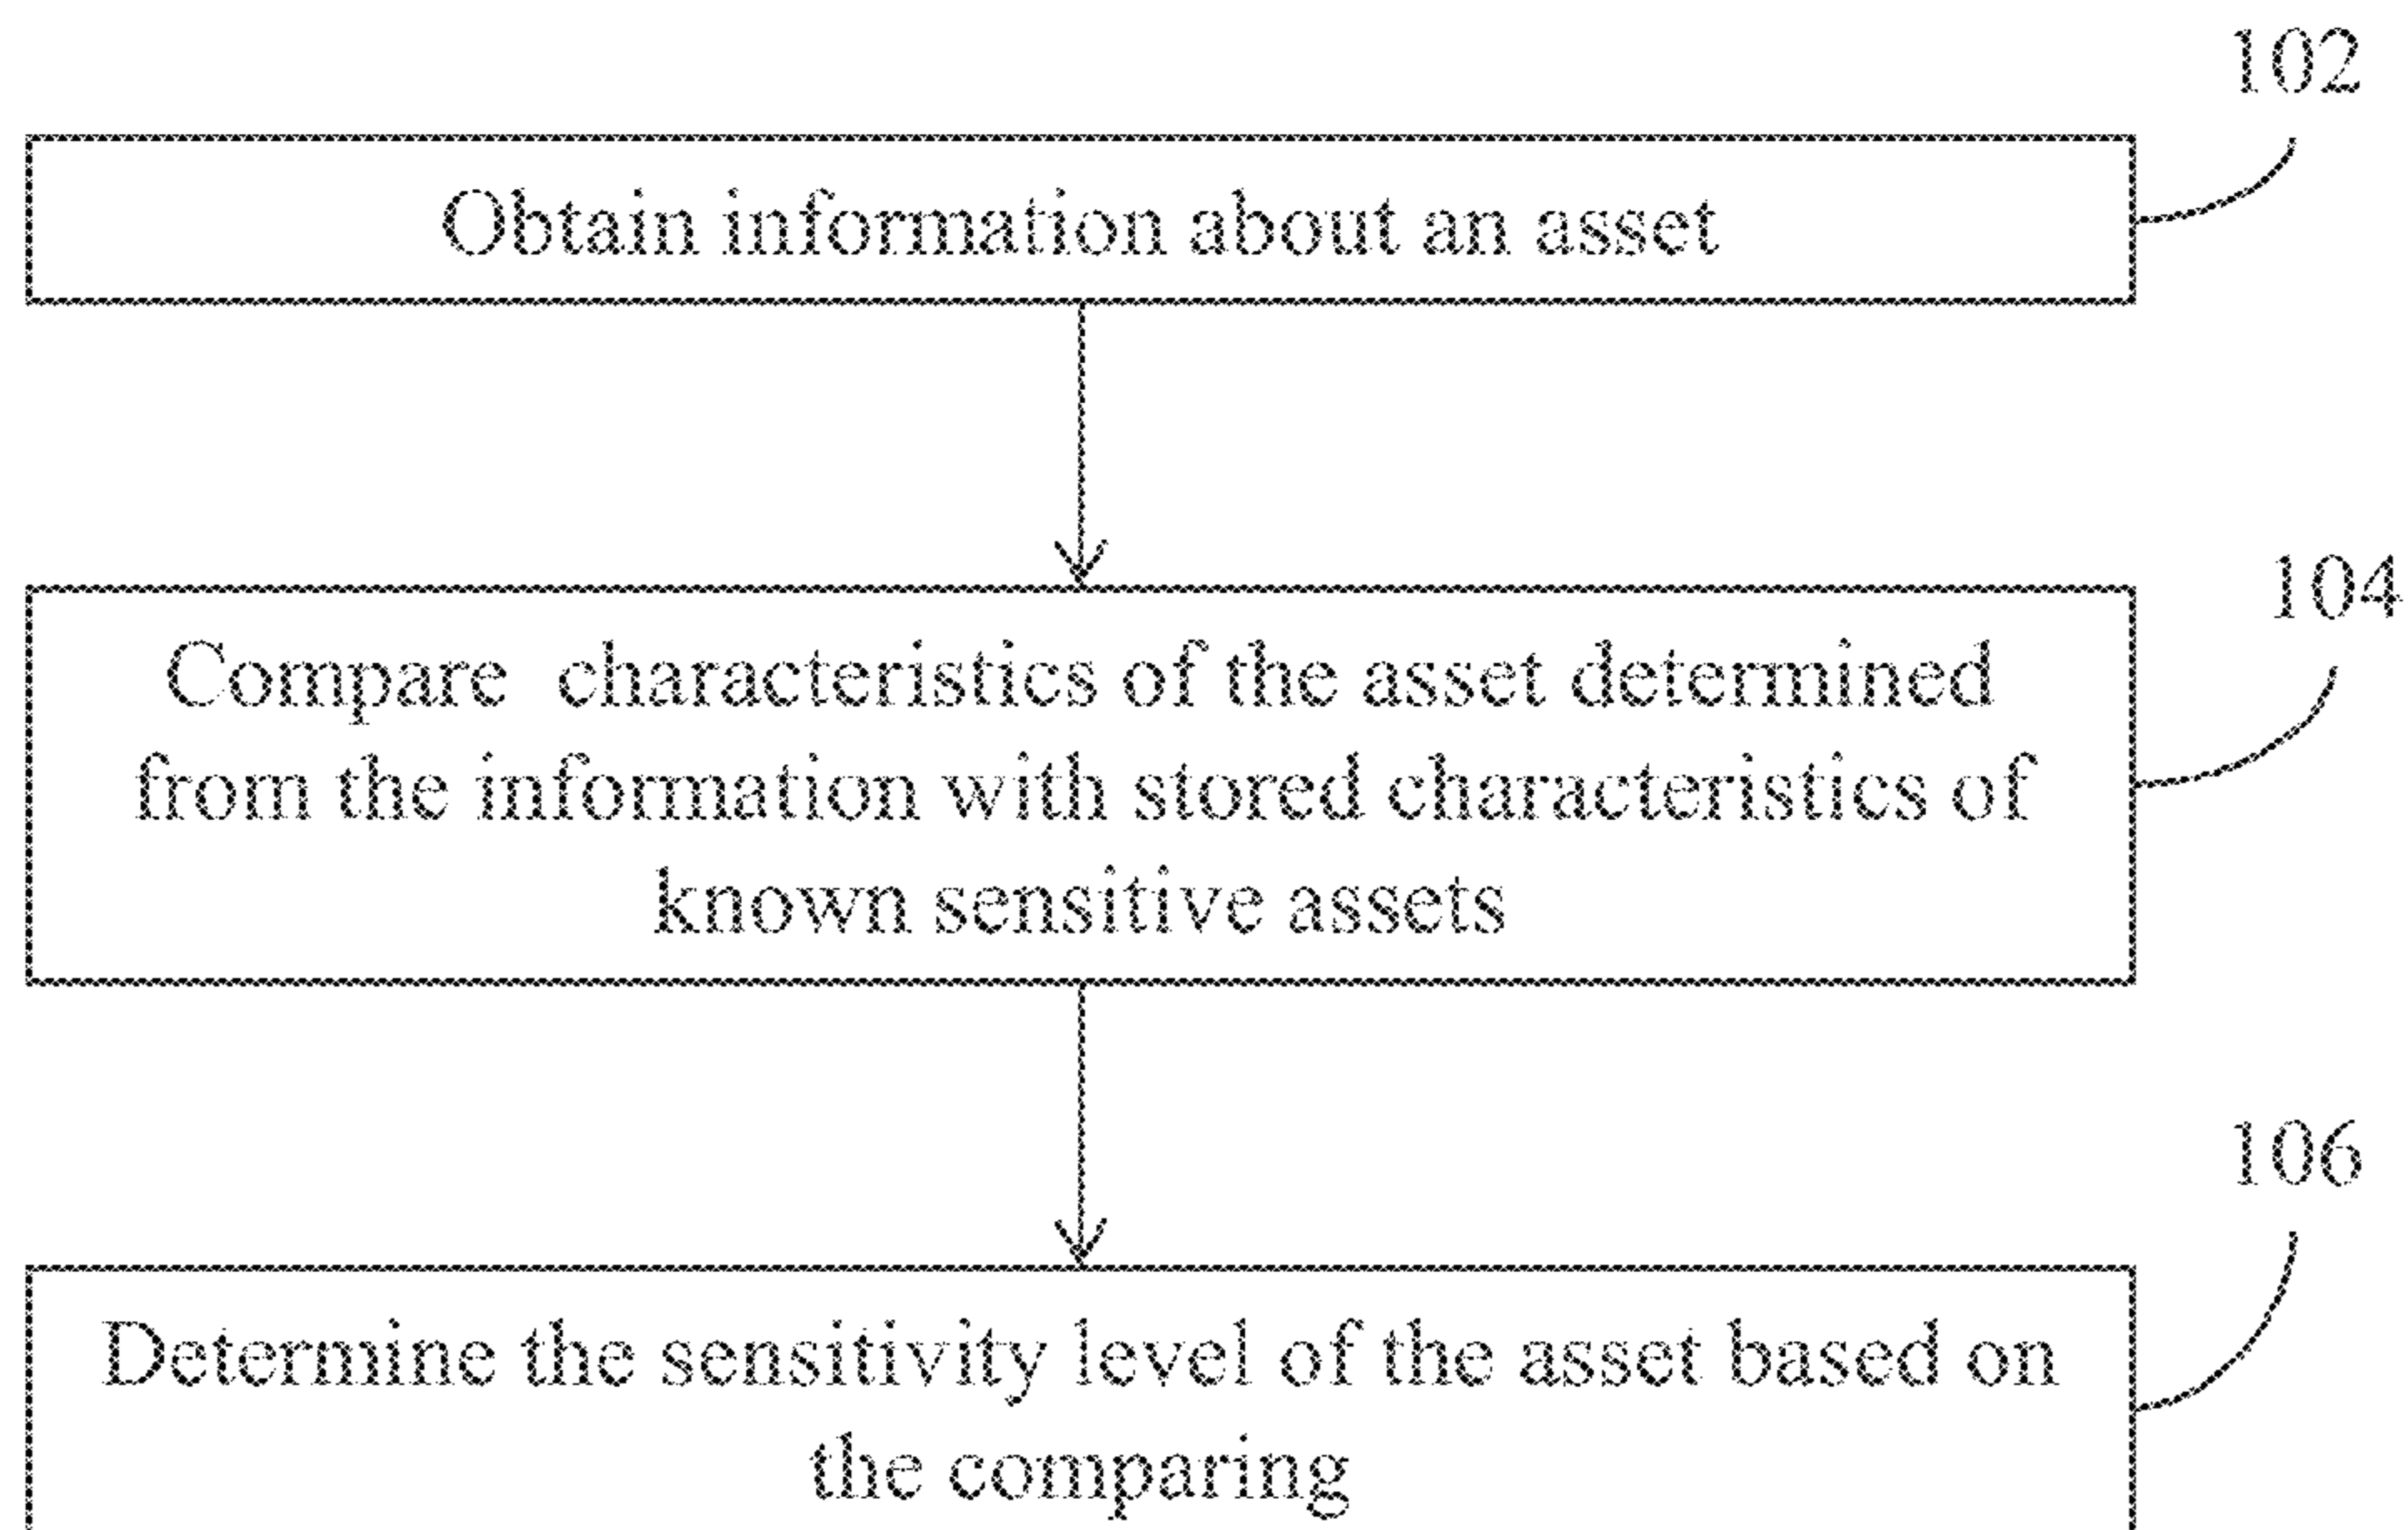 102
Obtain information about an asset
104
Compare characteristics of the asset determined
from the information with stored characteristics of
known sensitive assets
106
Determine the sensitivity level of the asset based on
the comparing